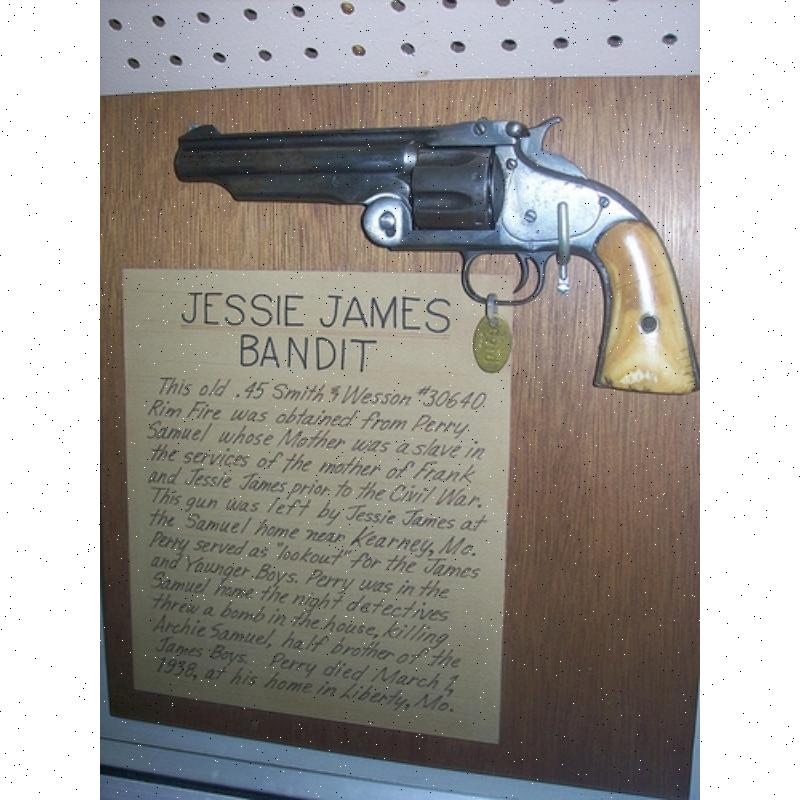 JESSIE JAMES
BANDIT
This old .45 Smith & Wesson #30640
Rim Fire was obtained from Perry
Samuel whose Mother was a slave in
the services of the mother of Frank
and Jessie James prior to the Civil War.
This gun was left by Jessie James at
the Samuel home near Kearney, Mo.
Perry served as "lookout" for the James
and Younger Boys. Perry was in the
Samuel home the night detectives
threw a bomb in the house, killing
Archie Samuel, half brother of the
James Boys. Perry died March 1,
1938, at his home in Liberty, Mo.